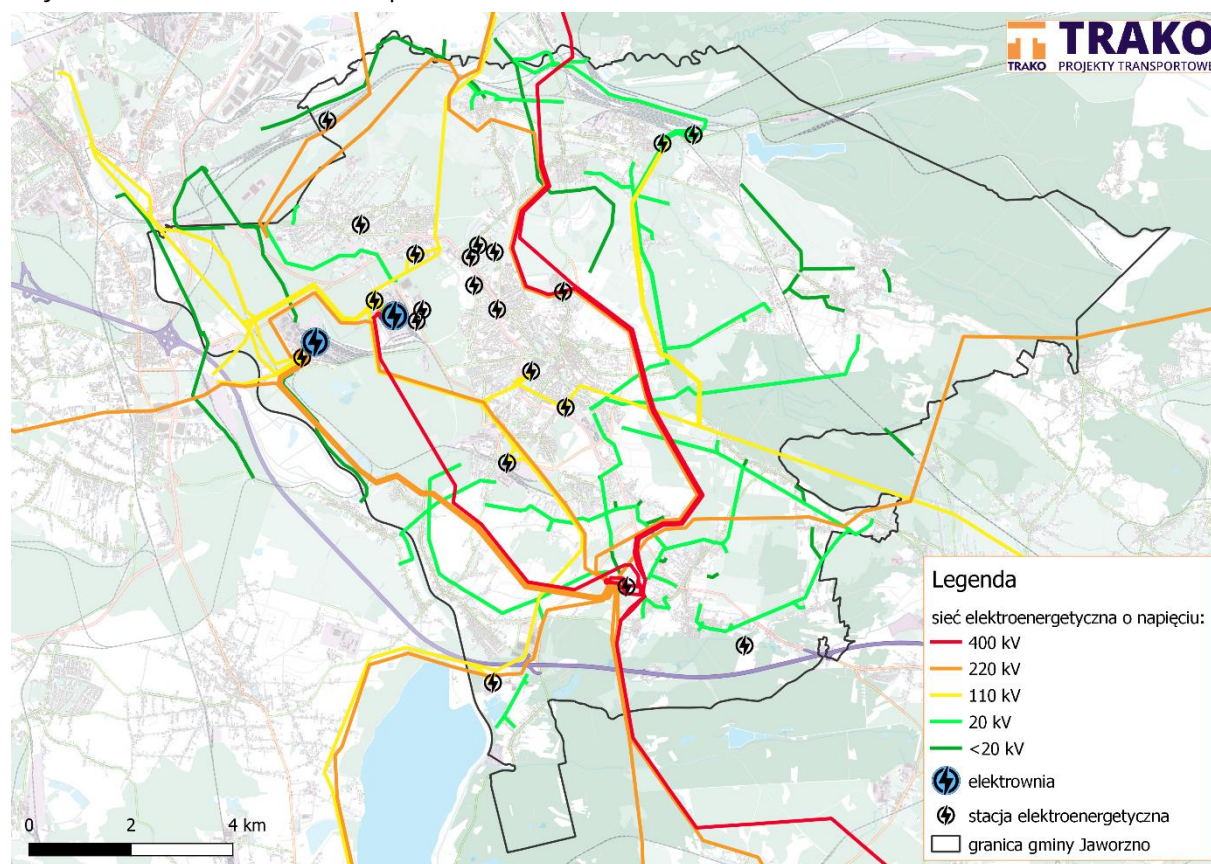 TRAKO
TRAKO
PROJEKTY TRANSPORTOWE
Legenda
sieć elektroenergetyczna o napięciu:
400 kV
220 kV
110 kV
20 kV
<20 kV
elektrownia
stacja elektroenergetyczna
granica gminy Jaworzno
0 2 4 km